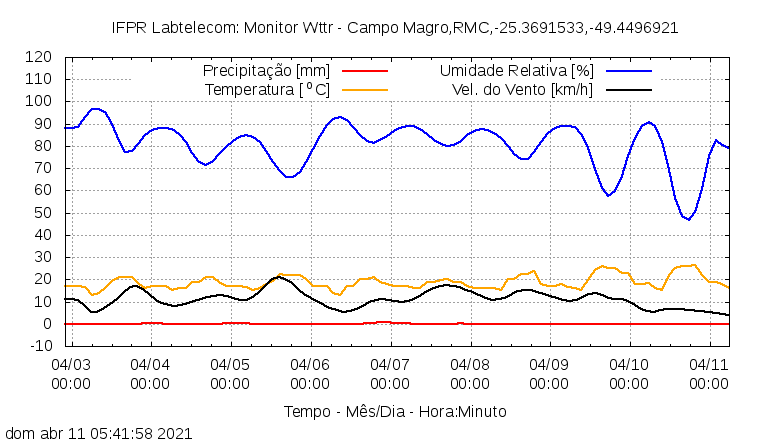 IFPR Labtelecom: Monitor Wttr - Campo Magro,RMC,-25.3691533,-49.4496921
120
110
100
90
80
70
60
50
40
30
20
10
0
-10
Precipitação [mm]
Temperatura [⁰C]
Umidade Relativa [%]
Vel. do Vento [km/h]
04/03 04/04 04/05 04/06 04/07 04/08 04/09 04/10 04/11
00:00 00:00 00:00 00:00 00:00 00:00 00:00 00:00 00:00
Tempo - Mês/Dia - Hora:Minuto
dom abr 11 05:41:58 2021